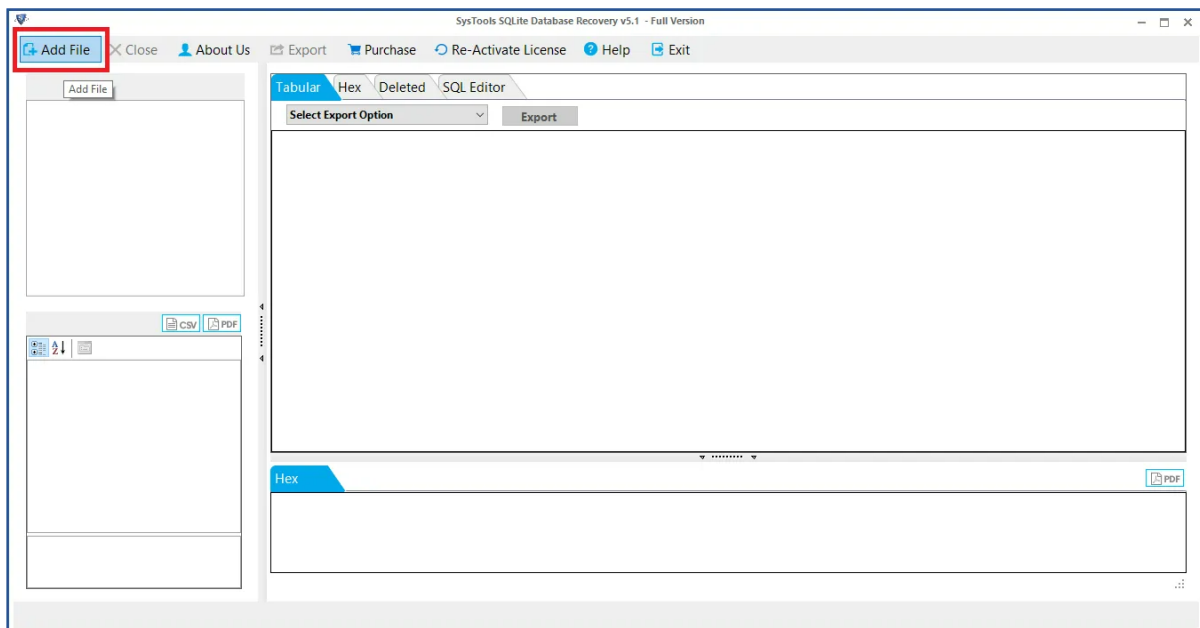 SysTools SQLite Database Recovery v5.1 - Full Version
Add File Close About Us Export Purchase Re-Activate License Help Exit
Add File
Tabular Hex Deleted SQL Editor
Select Export Option Export
CSV PDF
A
Z
Hex
PDF